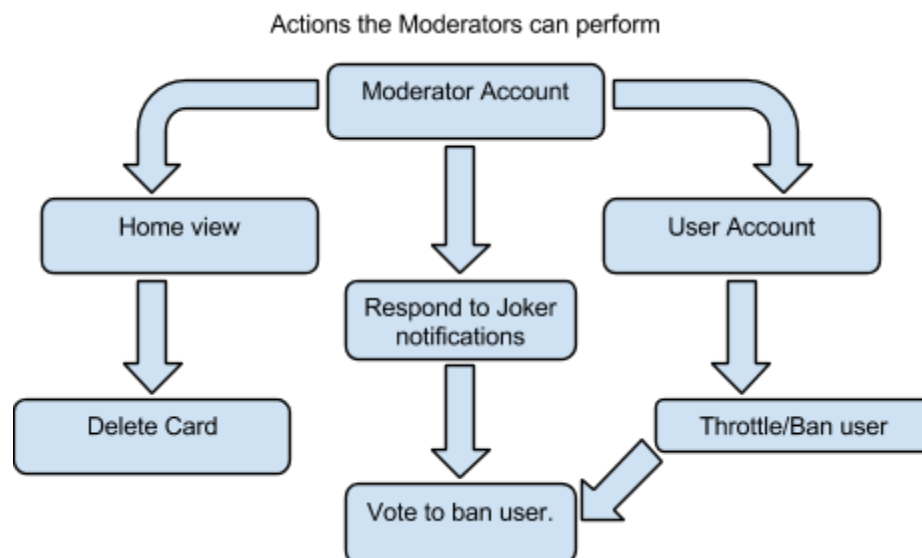 Actions the Moderators can perform
Moderator Account
Home view
User Account
Respond to Joker
notifications
Delete Card
Throttle/Ban user
Vote to ban user.